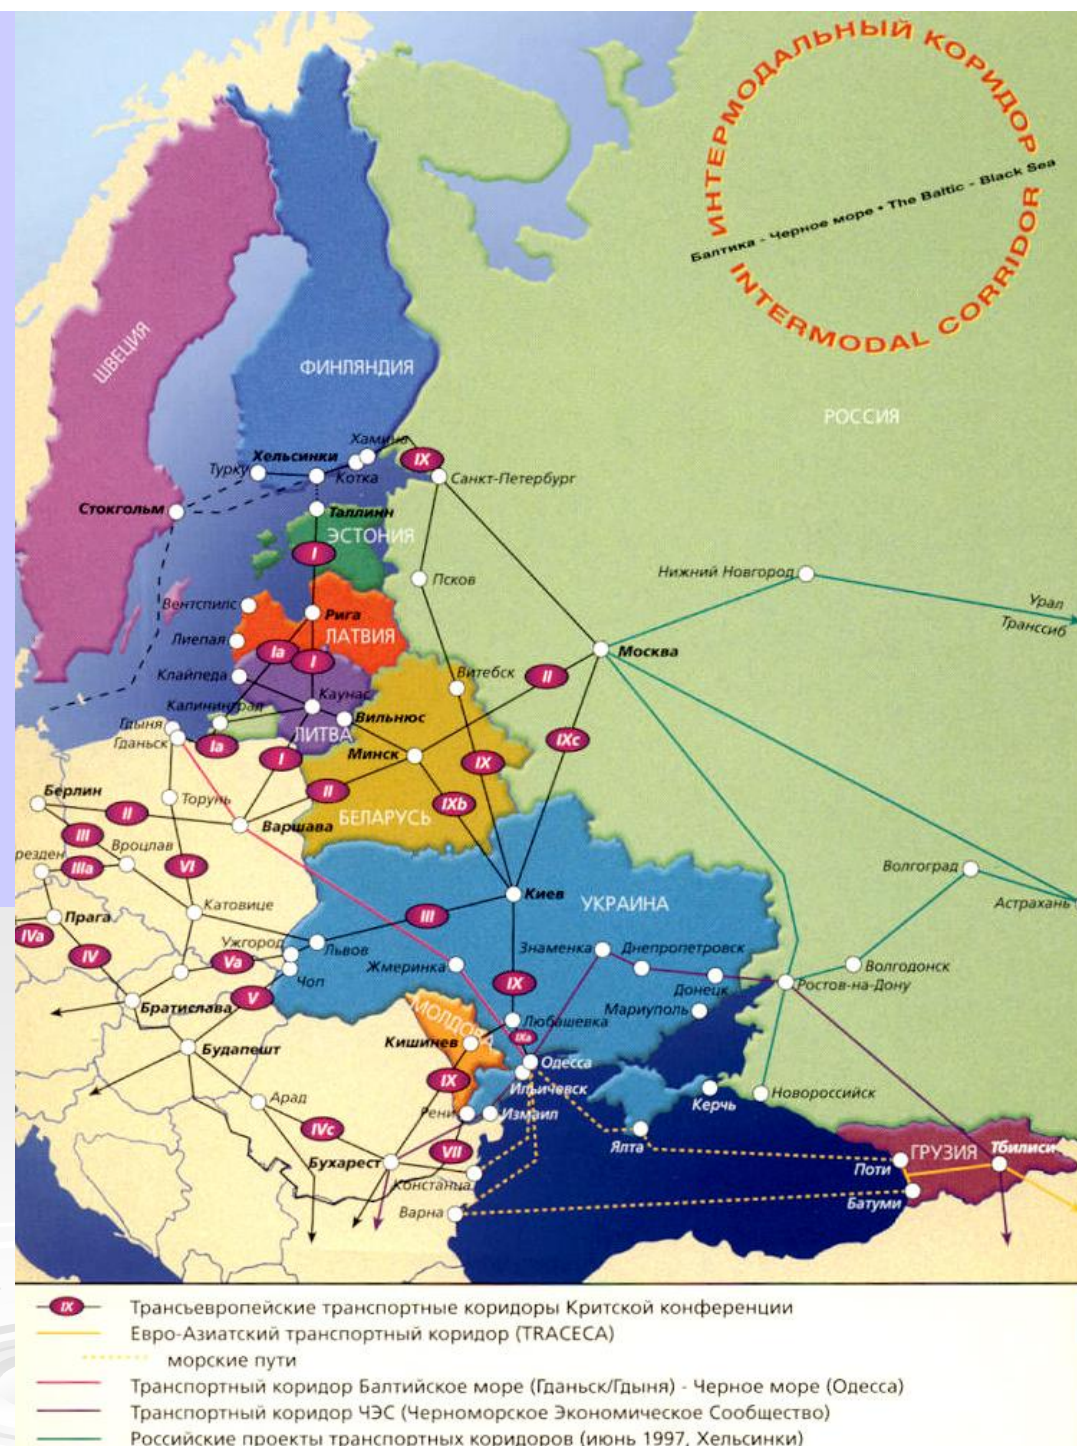 ИНТЕРМОДАЛЬНЫЙ КОРИДОР
Балтика - Черное море • The Baltic - Black Sea
INTERMODAL CORRIDOR
ШВЕЦИЯ
ФИНЛЯНДИЯ
РОССИЯ
Хамина
Хельсинки
IX
Турку
Котка
Санкт-Петербург
Стокгольм
Таллинн
ЭСТОНИЯ
I
Псков
Нижний Новгород
Урал
Транссиб
Вентспилс
Рига
Лиепая
ЛАТВИЯ
Ia
I
Москва
Клайпеда
Витебск
II
Каунас
Калининград
Вильнюс
Гдыня
ЛИТВА
Гданьск
Ia
I
Минск
IX
IXc
Берлин
Торунь
II
II
IXb
БЕЛАРУСЬ
Варшава
III
Вроцлав
резден
IIIa
VI
Волгоград
Киев
Астрахань
Прага
Катовице
III
УКРАИНА
IVa
IV
Ужгород
Львов
Va
Знаменка
Днепропетровск
Жмеринка
Волгодонск
Чоп
V
IX
Донецк
Ростов-на-Дону
Братислава
МОЛДОВА
Мариуполь
Любашевка
Кишинев
IXa
Будапешт
Одесса
IX
Ильичевск
Арад
Керчь
Новороссийск
Рени
Измаил
IVc
VII
Ялта
ГРУЗИЯ
Тбилиси
Бухарест
Поти
Констанца
Батуми
Варна
IX
Трансъевропейские транспортные коридоры Критской конференции
Евро-Азиатский транспортный коридор (TRACECA)
морские пути
Транспортный коридор Балтийское море (Гданьск/Гдыня) - Черное море (Одесса)
Транспортный коридор ЧЭС (Черноморское Экономическое Сообщество)
Российские проекты транспортных коридоров (июнь 1997, Хельсинки)